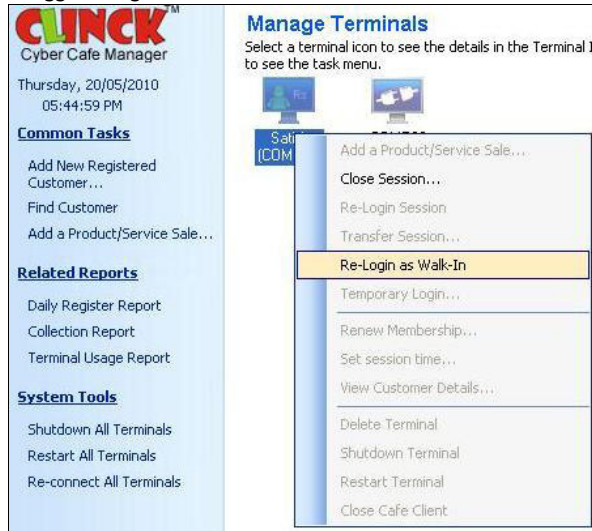 CLINCK TM
Cyber Cafe Manager
Thursday, 20/05/2010
05:44:59 PM
Common Tasks
Add New Registered
Customer...
Find Customer
Add a Product/Service Sale...
Related Reports
Daily Register Report
Collection Report
Terminal Usage Report
System Tools
Shutdown All Terminals
Restart All Terminals
Re-connect All Terminals
Manage Terminals
Select a terminal icon to see the details in the Terminal
to see the task menu.
Rs
(COM
Add a Product/Service Sale...
Close Session...
Re-Login Session
Transfer Session...
Re-Login as Walk-In
Temporary Login...
Renew Membership...
Set session time...
View Customer Details...
Delete Terminal
Shutdown Terminal
Restart Terminal
Close Cafe Client